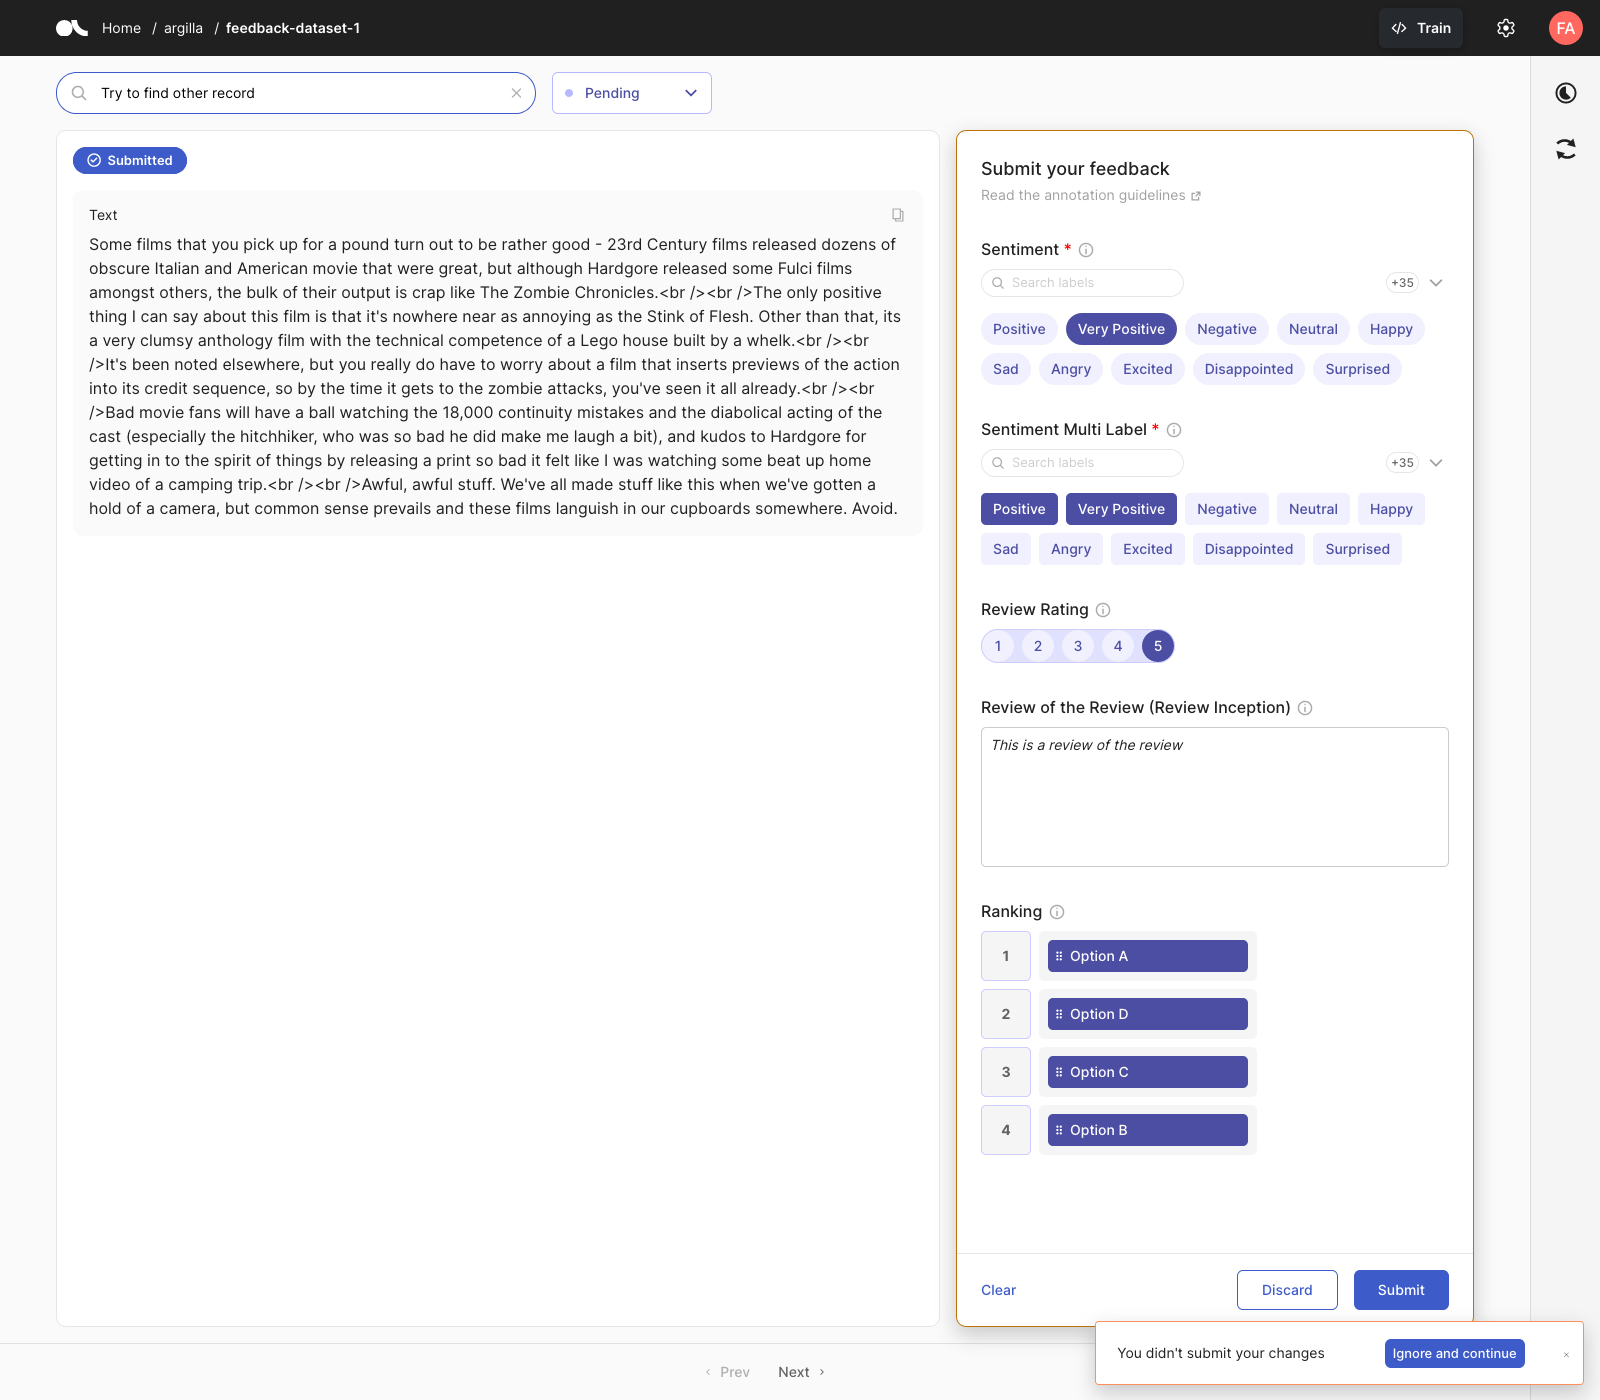 Home / argilla / feedback-dataset-1
Train
FA
Try to find other record
Pending
Submitted
Text
Some films that you pick up for a pound turn out to be rather good - 23rd Century films released dozens of
obscure Italian and American movie that were great, but although Hardgore released some Fulci films
amongst others, the bulk of their output is crap like The Zombie Chronicles.<br /><br />The only positive
thing I can say about this film is that it's nowhere near as annoying as the Stink of Flesh. Other than that, its
a very clumsy anthology film with the technical competence of a Lego house built by a whelk.<br /><br
/>It's been noted elsewhere, but you really do have to worry about a film that inserts previews of the action
into its credit sequence, so by the time it gets to the zombie attacks, you've seen it all already.<br /><br
/>Bad movie fans will have a ball watching the 18,000 continuity mistakes and the diabolical acting of the
cast (especially the hitchhiker, who was so bad he did make me laugh a bit), and kudos to Hardgore for
getting in to the spirit of things by releasing a print so bad it felt like I was watching some beat up home
video of a camping trip.<br /><br />Awful, awful stuff. We've all made stuff like this when we've gotten a
hold of a camera, but common sense prevails and these films languish in our cupboards somewhere. Avoid.
Submit your feedback
Read the annotation guidelines
Sentiment *
Search labels
+35
Positive Very Positive Negative Neutral Happy
Sad Angry Excited Disappointed Surprised
Sentiment Multi Label *
Search labels
+35
Positive Very Positive Negative Neutral Happy
Sad Angry Excited Disappointed Surprised
Review Rating
1 2 3 4 5
Review of the Review (Review Inception)
This is a review of the review
Ranking
1 Option A
2 Option D
3 Option C
4 Option B
Clear
Discard
Submit
You didn't submit your changes
Ignore and continue
Prev
Next